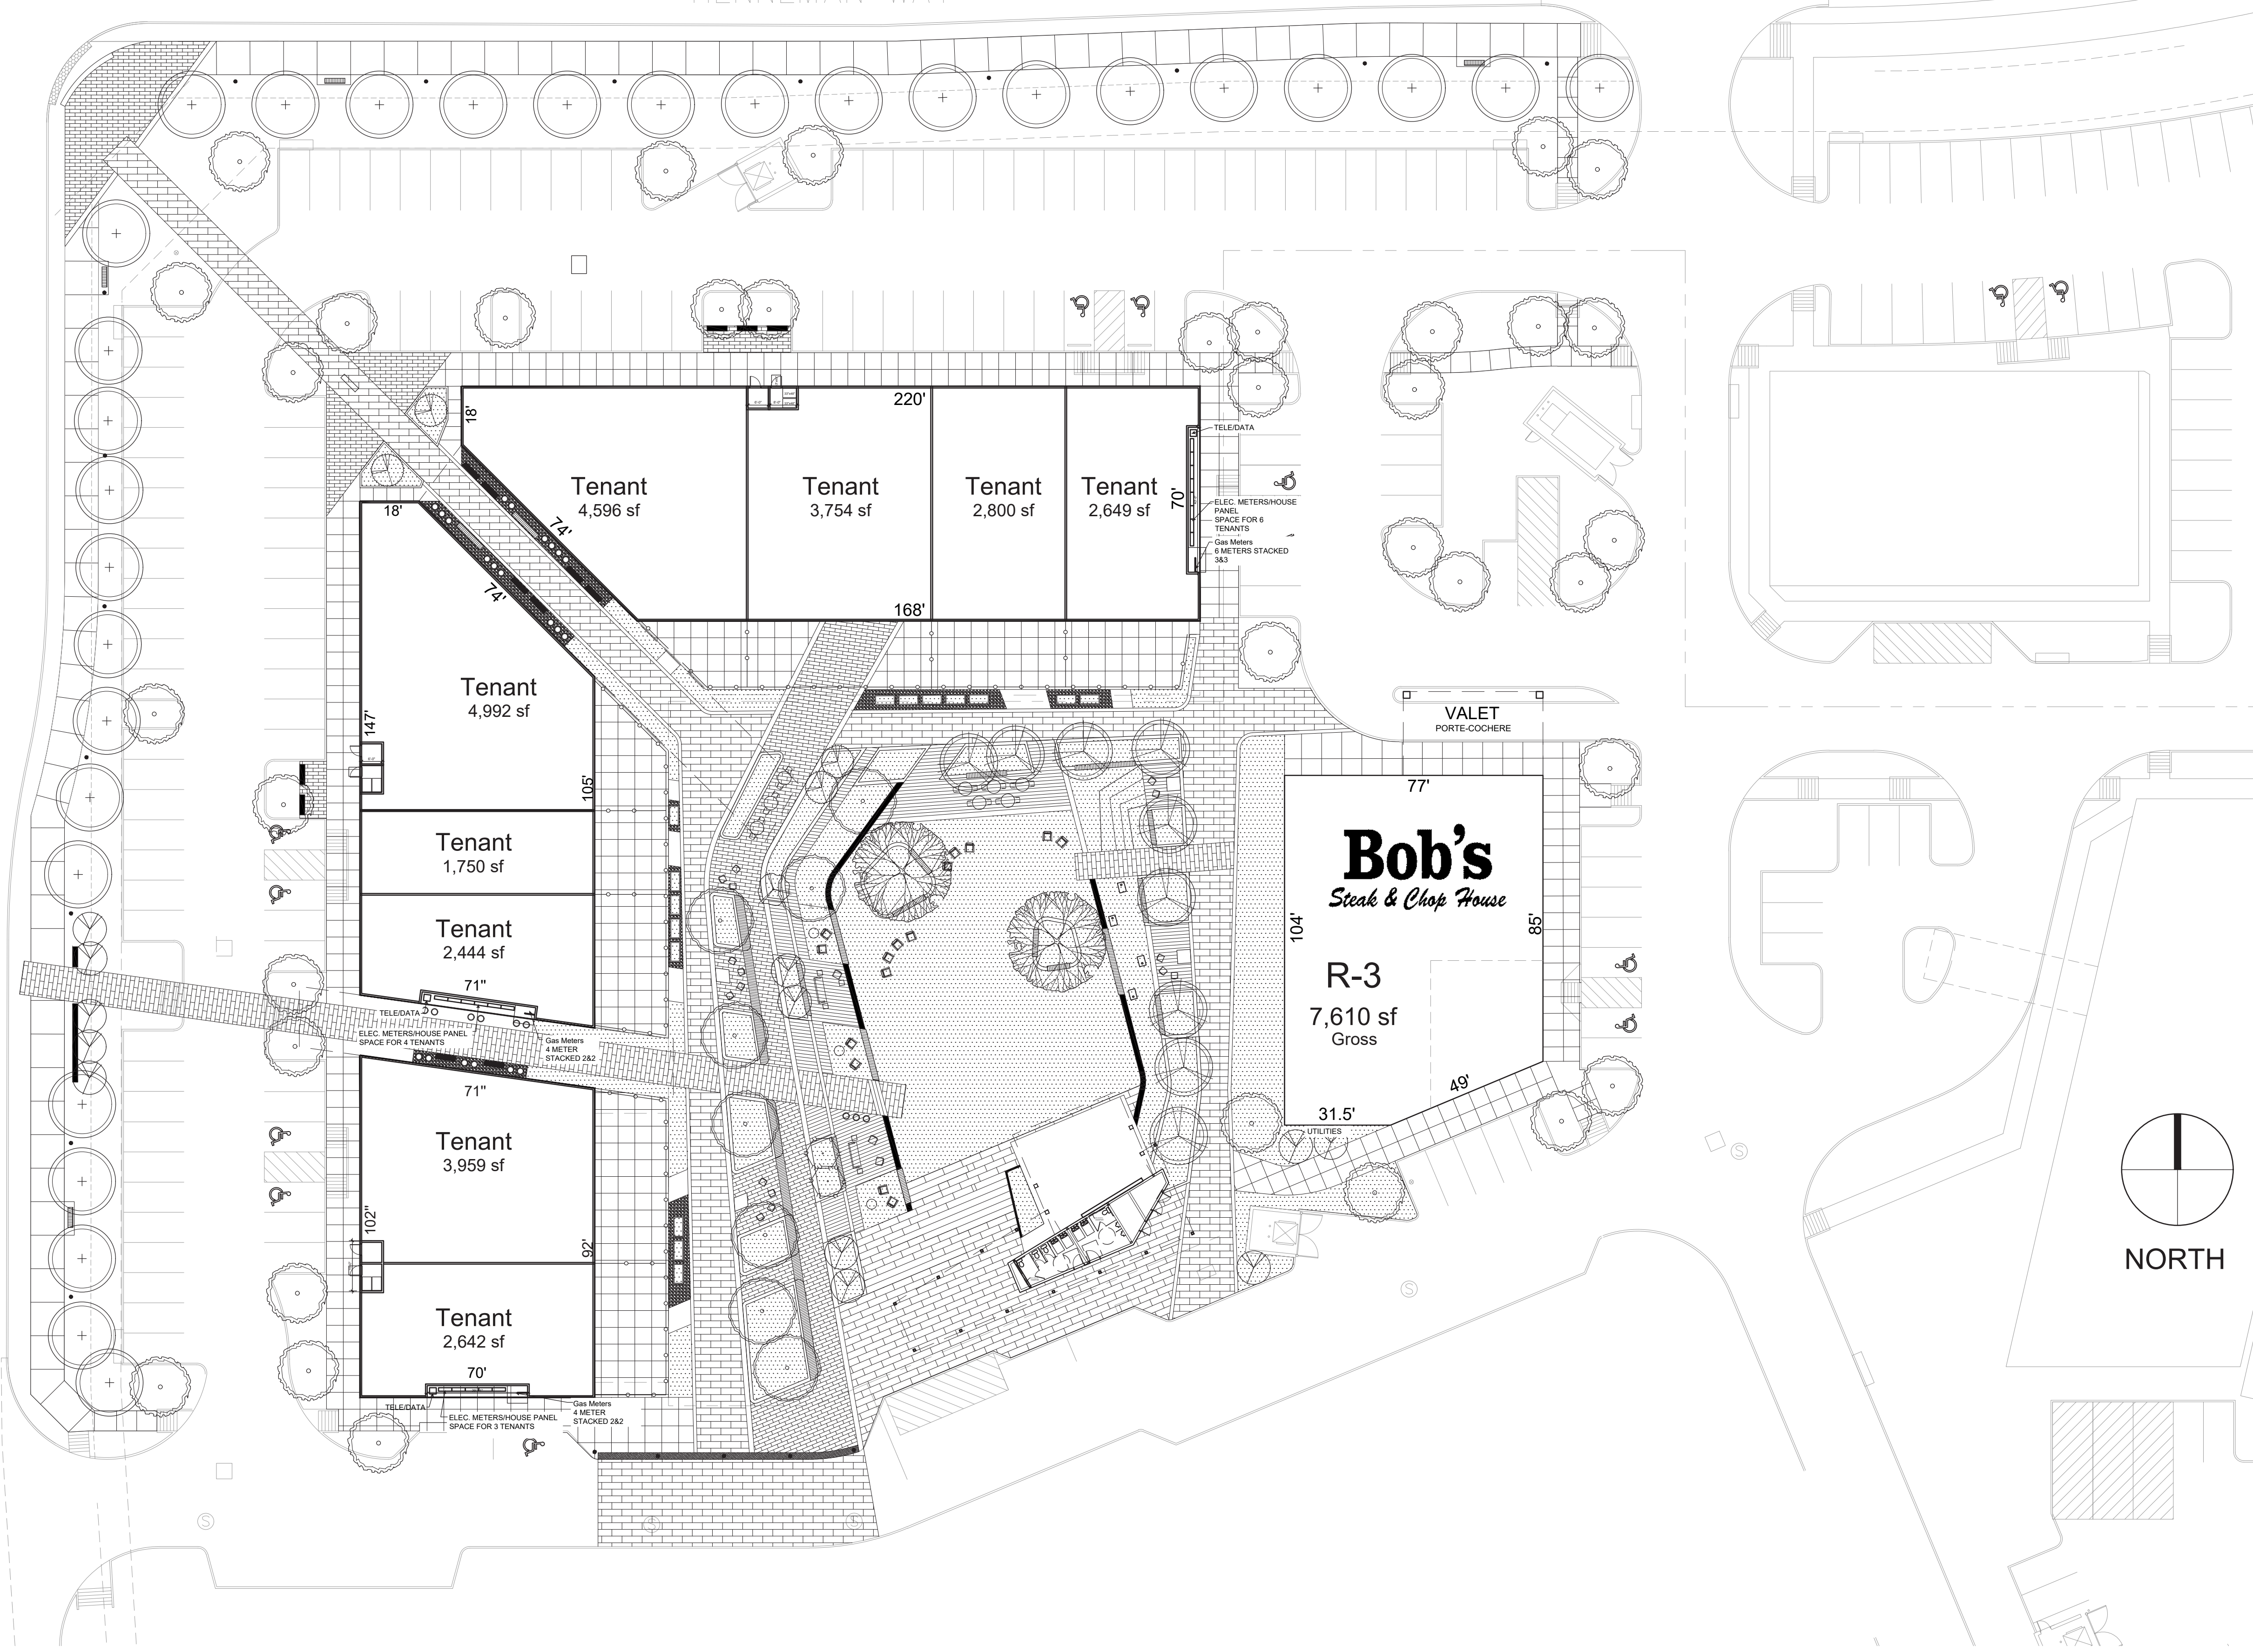 18'
220'
TELE/DATA
Tenant
4,596 sf
Tenant
3,754 sf
Tenant
2,800 sf
Tenant
2,649 sf
70'
ELEC. METERS/HOUSE
PANEL
SPACE FOR 6
TENANTS
Gas Meters
6 METERS STACKED
3&3
18'
74'
74'
168'
Tenant
4,992 sf
147'
105'
VALET
PORTE-COCHERE
77'
Bob's
Steak & Chop House
104'
85'
R-3
7,610 sf
Gross
49'
31.5'
UTILITIES
Tenant
1,750 sf
Tenant
2,444 sf
71"
TELE/DATA
ELEC. METERS/HOUSE PANEL
SPACE FOR 4 TENANTS
Gas Meters
4 METER
STACKED 2&2
71"
Tenant
3,959 sf
102"
92'
Tenant
2,642 sf
70'
TELE/DATA
ELEC. METERS/HOUSE PANEL
SPACE FOR 3 TENANTS
Gas Meters
4 METER
STACKED 2&2
NORTH
S
S
S
S
S